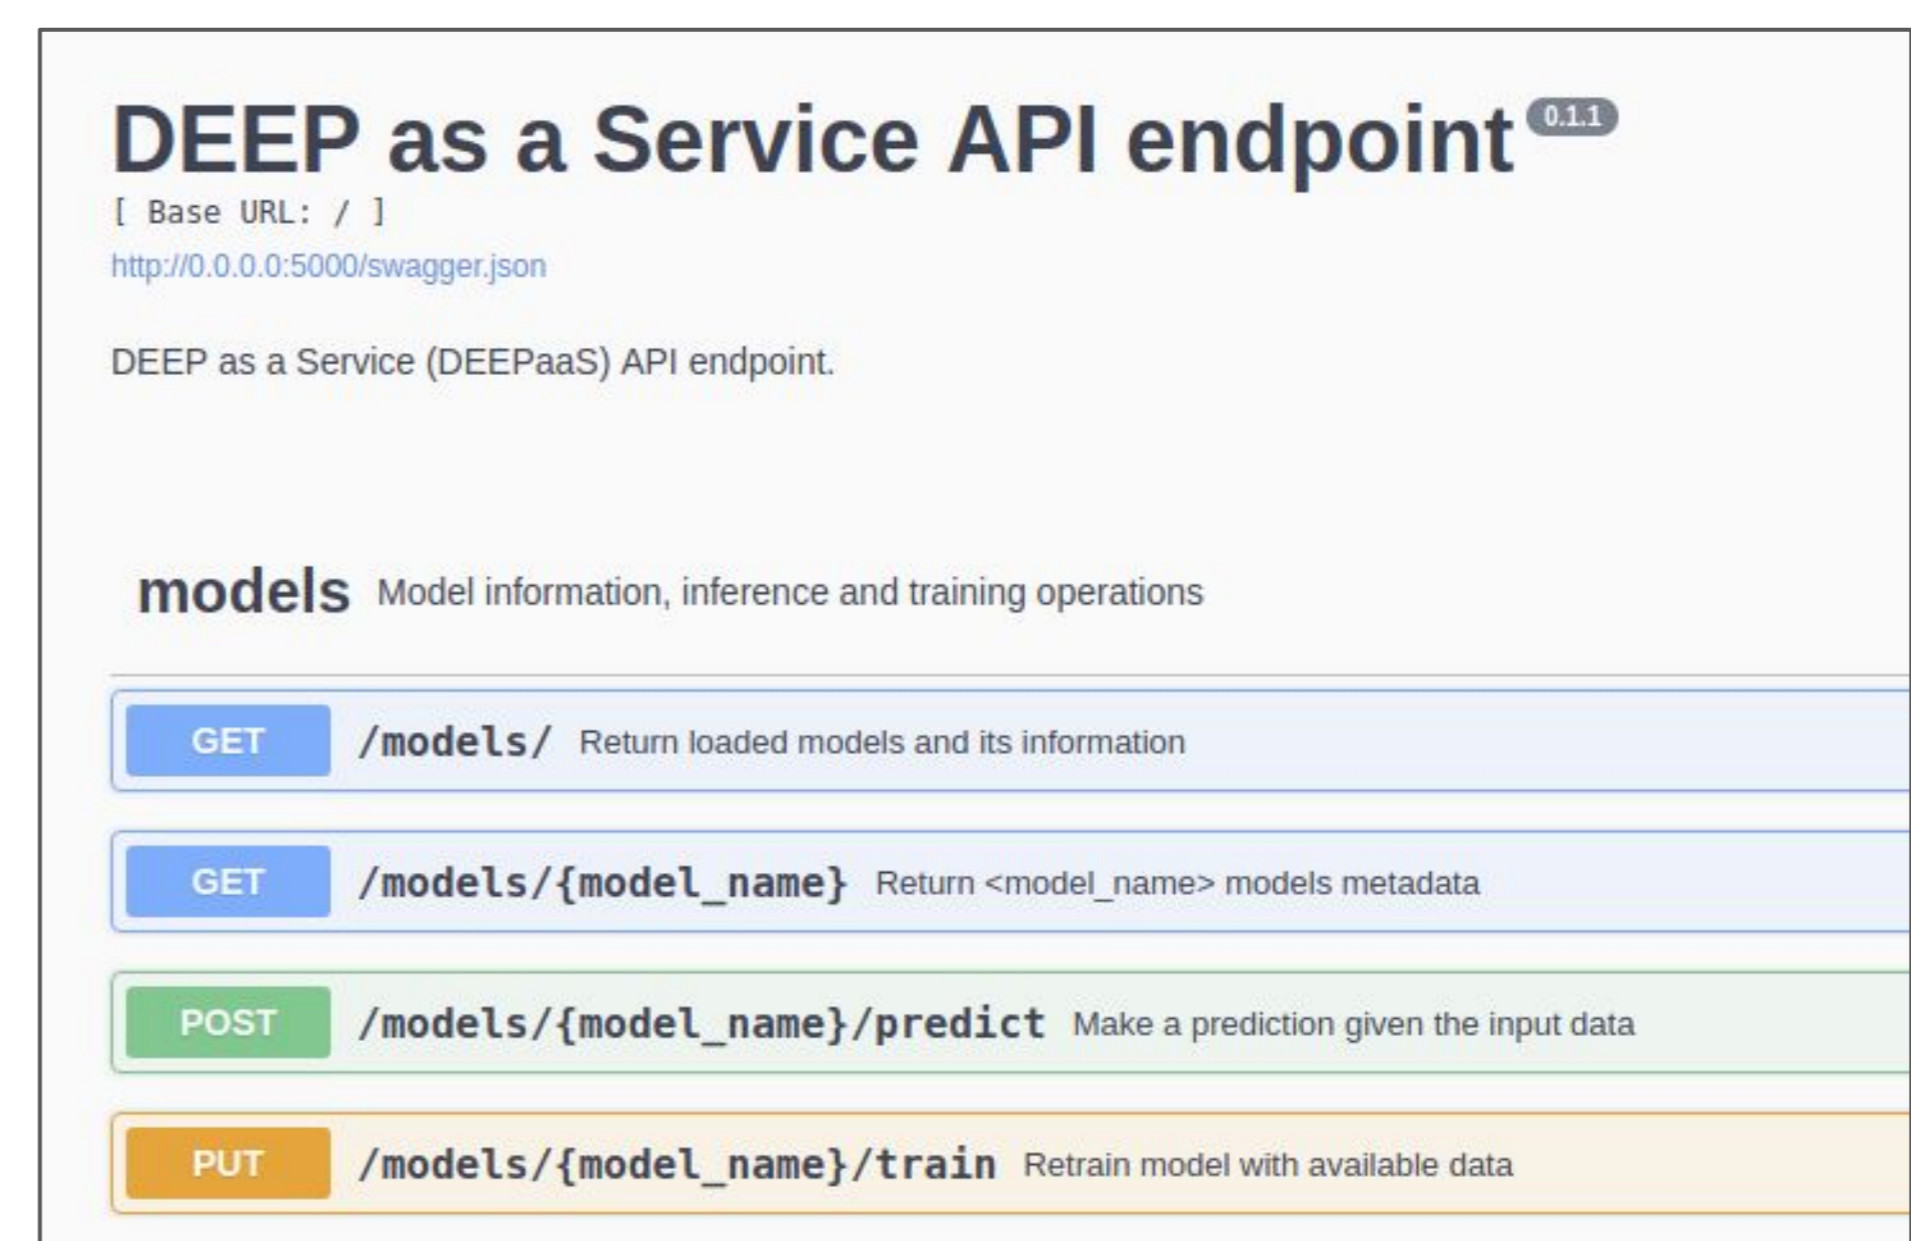 DEEP as a Service API endpoint 0.1.1
[ Base URL: / ]
http://0.0.0.0:5000/swagger.json
DEEP as a Service (DEEPaaS) API endpoint.
models Model information, inference and training operations
GET /models/ Return loaded models and its information
GET /models/{model_name} Return <model_name> models metadata
POST /models/{model_name}/predict Make a prediction given the input data
PUT /models/{model_name}/train Retrain model with available data